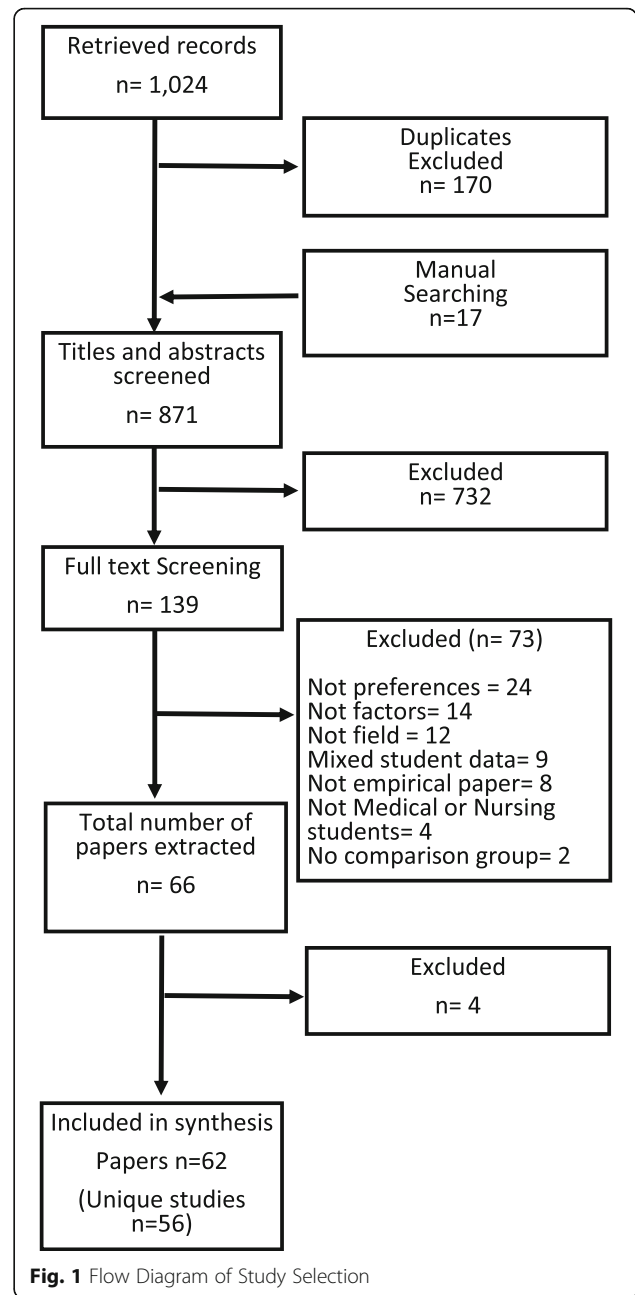 Retrieved records
n= 1,024
Duplicates
Excluded
n= 170
Manual
Searching
n=17
Titles and abstracts
screened
n= 871
Excluded
n= 732
Full text Screening
n= 139
Excluded (n= 73)
Not preferences = 24
Not factors= 14
Not field = 12
Mixed student data= 9
Not empirical paper= 8
Not Medical or Nursing
students= 4
No comparison group= 2
Total number of
papers extracted
n= 66
Excluded
n= 4
Included in synthesis
Papers n=62
(Unique studies
n=56)
Fig. 1 Flow Diagram of Study Selection